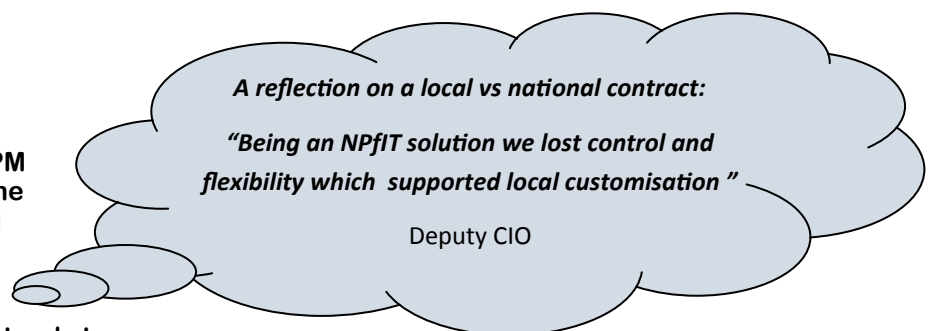 A reflection on a local vs national contract:
“Being an NPfIT solution we lost control and
flexibility which supported local customisation ”
Deputy CIO